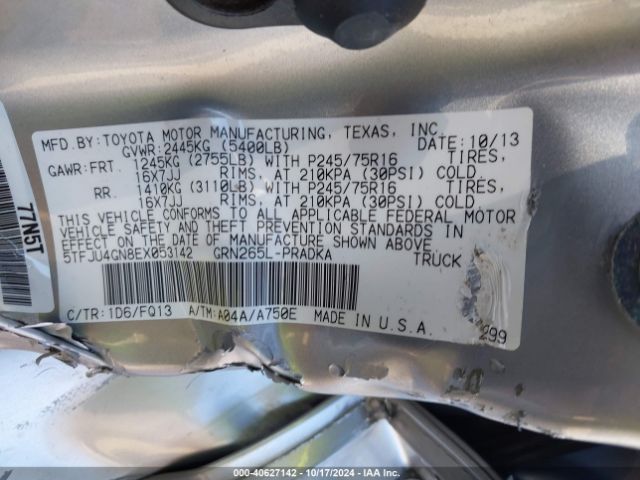 MFD.BY:TOYOTA MOTOR MANUFACTURING, TEXAS, INC.
GVWR:2445KG (5400LB) DATE:10/13
GAWR:FRT. 1245KG (2755LB) WITH P245/75R16 TIRES,
16X7JJ RIMS, AT 210KPA (30PSI) COLD.
RR. 1410KG (3110LB) WITH P245/75R16 TIRES,
16X7JJ RIMS, AT 210KPA (30PSI) COLD
THIS VEHICLE CONFORMS TO ALL APPLICABLE FEDERAL MOTOR
VEHICLE SAFETY AND THEFT PREVENTION STANDARDS IN
EFFECT ON THE DATE OF MANUFACTURE SHOWN ABOVE.
5TFJU4GN8EX053142 GRN265L-PRADKA TRUCK
C/TR:1D6/FQ13 A/TM:A04A/A750E MADE IN U.S.A.
299
77N51
000-40627142 - 10/17/2024 - IAA Inc.